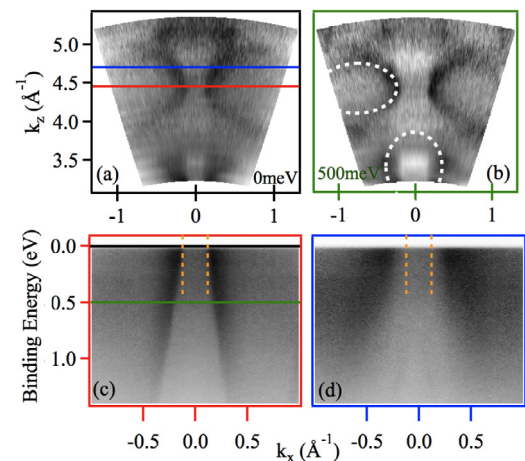 5.0
4.5
4.0
3.5
k_z (Å⁻¹)
(a)
0meV
500meV
(b)
-1 0 1
-1 0 1
0.0
0.5
1.0
Binding Energy (eV)
(c)
(d)
-0.5 0.0 0.5
-0.5 0.0 0.5
k_x (Å⁻¹)